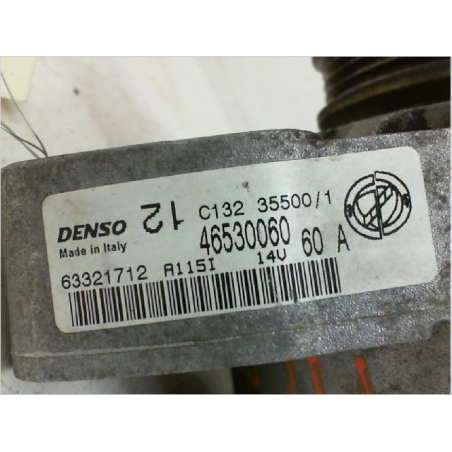 DENSO 12 C132 35500/1
Made in Italy 46530060 60 A
63321712 A115I 14V